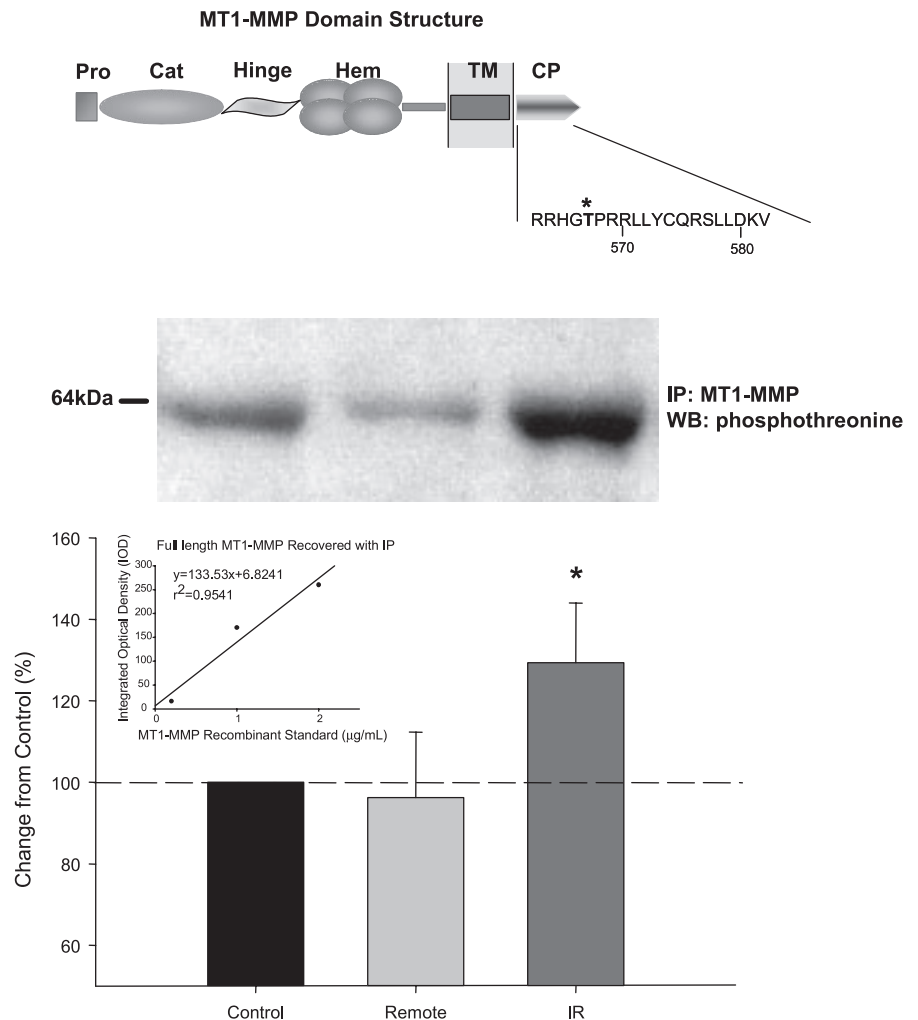 MT1-MMP Domain Structure
Pro Cat Hinge Hem TM CP
*
RRHGTPRRLLYCQRSLLDKV
570 580
64kDa
IP: MT1-MMP
WB: phosphothreonine
Change from Control (%)
160
140
120
100
80
60
Full length MT1-MMP Recovered with IP
Integrated Optical Density (IOD)
300
250
200
150
100
50
0
y=133.53x+6.8241
r2=0.9541
0 1 2
MT1-MMP Recombinant Standard (µg/mL)
*
Control Remote IR